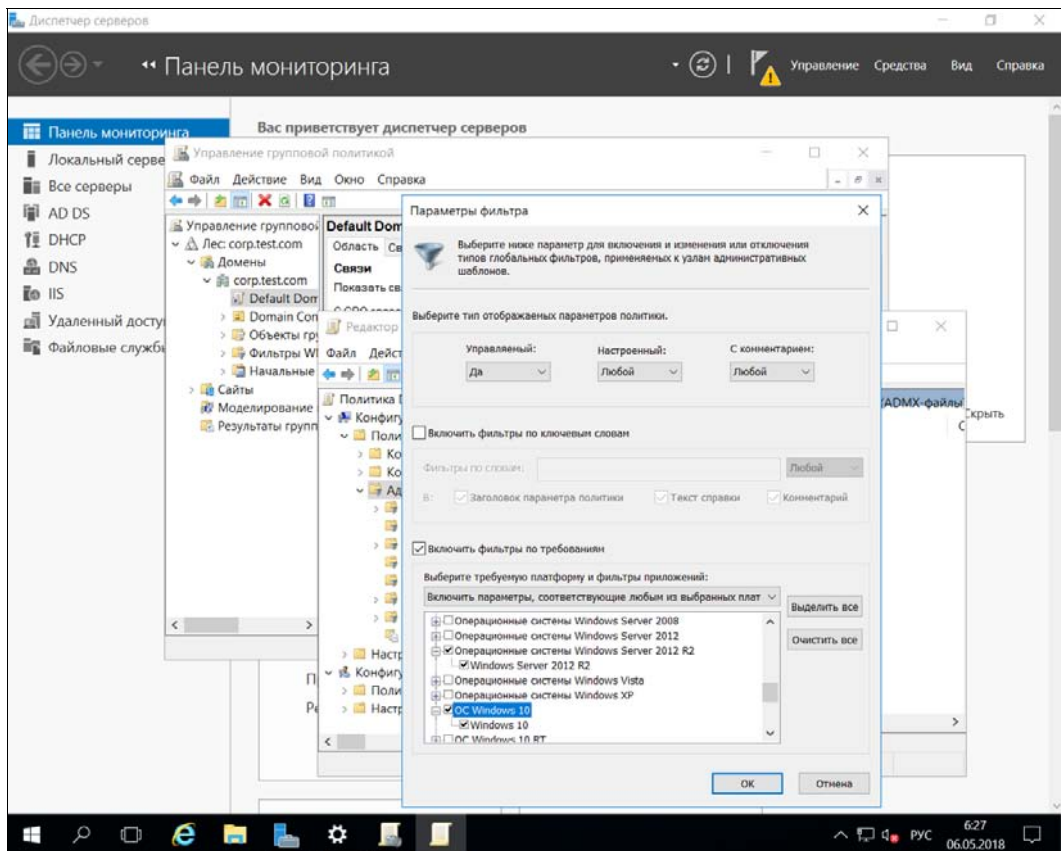 Диспетчер серверов
Панель мониторинга
Управление Средства Вид Справка
Панель мониторинга
Локальный серве
Все серверы
AD DS
DHCP
DNS
IIS
Удаленный досту
Файловые служб
Вас приветствует диспетчер серверов
Управление групповой политикой
Файл Действие Вид Окно Справка
Управление группово
Лес: corp.test.com
Домены
corp.test.com
Default Dom
Domain Con
Объекты гр
Фильтры WI
Начальные
Сайты
Моделирование
Результаты групп
Default Dom
Область Св
Связи
Показать св
Редактор
Файл Дейст
Политика
Конфигу
Поли
Ко
Ко
Ад
Настр
Конфигу
Поли
Настр
(ADMX-файлы
Скрыть
Параметры фильтра
Выберите ниже параметр для включения и изменения или отключения
типов глобальных фильтров, применяемых к узлам административных
шаблонов.
Выберите тип отображаемых параметров политики.
Управляемый: Настроенный: С комментарием:
Да Любой Любой
Включить фильтры по ключевым словам
Фильтры по словам: Любой
В: Заголовок параметра политики Текст справки Комментарий
Включить фильтры по требованиям
Выберите требуемую платформу и фильтры приложений:
Включить параметры, соответствующие любым из выбранных плат
Выделить все
Очистить все
Операционные системы Windows Server 2008
Операционные системы Windows Server 2012
Операционные системы Windows Server 2012 R2
Windows Server 2012 R2
Операционные системы Windows Vista
Операционные системы Windows XP
ОС Windows 10
Windows 10
ОС Windows 10 RT
ОК Отмена
РУС
6:27
06.05.2018